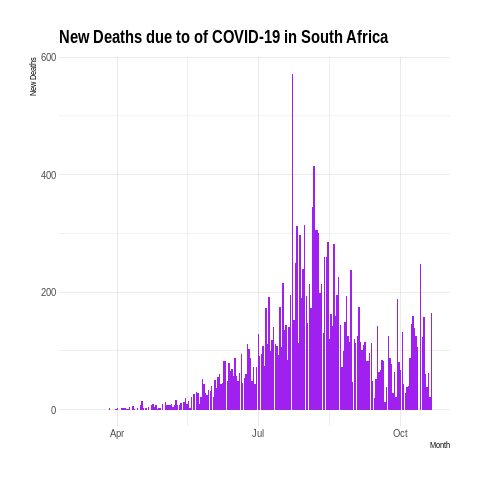 New Deaths due to of COVID-19 in South Africa
New Deaths
600
400
200
0
Apr
Jul
Oct
Month